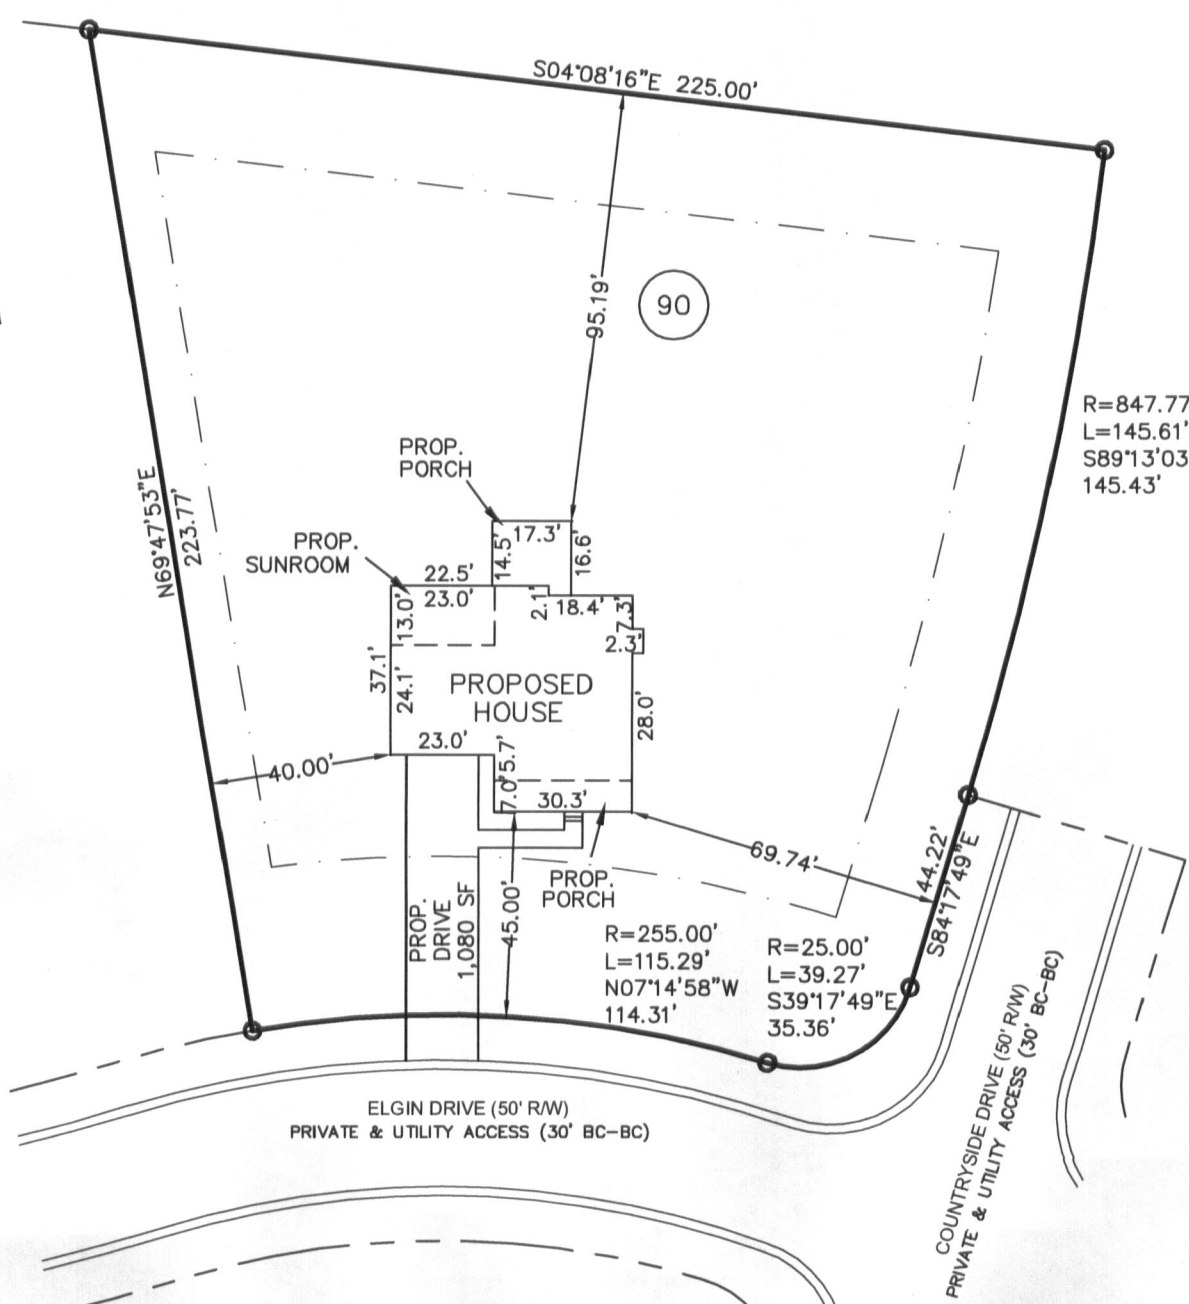 S04°08'16"E 225.00'
95.19'
90
R=847.77
L=145.61'
S89°13'03
145.43'
N69°47'53"E
223.77'
PROP.
PORCH
PROP.
SUNROOM
17.3'
14.5'
16.6'
22.5'
23.0'
13.0'
2.1'
18.4'
7.3'
2.3'
37.1'
24.1'
PROPOSED
HOUSE
28.0'
23.0'
5.7'
7.0'
30.3'
40.00'
69.74'
44.22'
S84°17'49"E
PROP.
PORCH
PROP.
DRIVE
1,080 SF
45.00'
R=255.00'
L=115.29'
N07°14'58"W
114.31'
R=25.00'
L=39.27'
S39°17'49"E
35.36'
ELGIN DRIVE (50' R/W)
PRIVATE & UTILITY ACCESS (30' BC-BC)
COUNTRYSIDE DRIVE (50' R/W)
PRIVATE & UTILITY ACCESS (30' BC-BC)